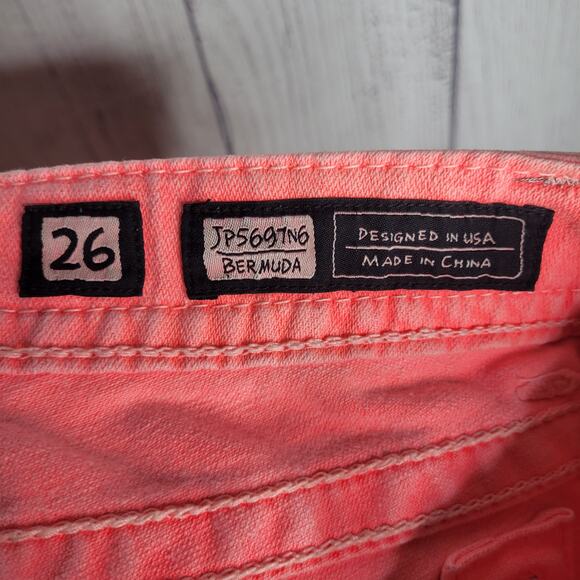 26
JP5697N6
BERMUDA
DESIGNED IN USA
MADE IN CHINA